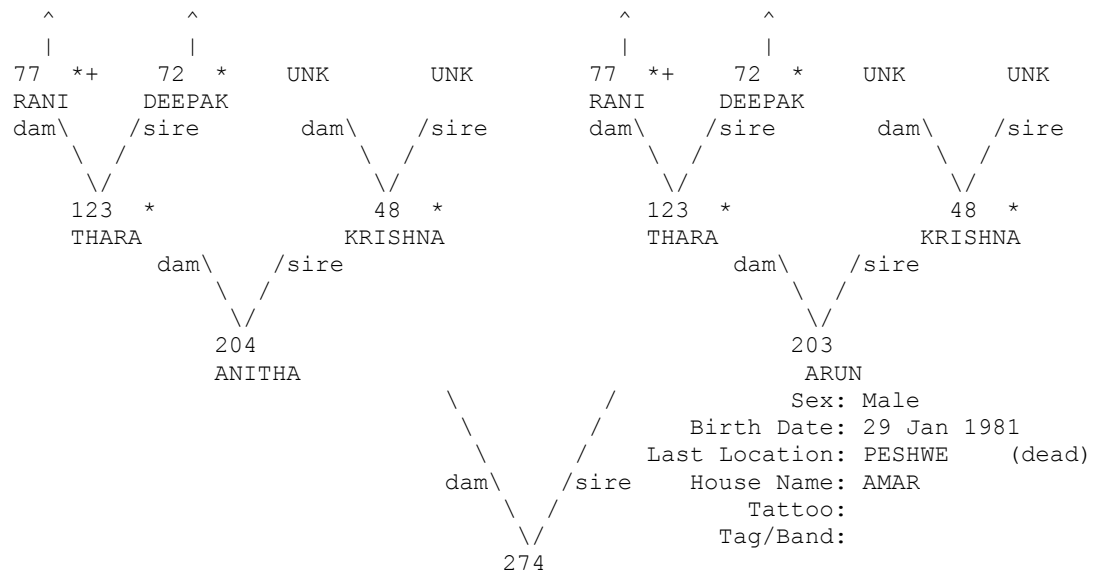 ^ ^ ^ ^
| | | |
77 *+ 72 * UNK UNK 77 *+ 72 * UNK UNK
RANI DEEPAK RANI DEEPAK
dam\ /sire dam\ /sire dam\ /sire dam\ /sire
\ / \ / \ / \ /
\/ \/ \/ \/
123 * 48 * 123 * 48 *
THARA KRISHNA THARA KRISHNA
dam\ /sire dam\ /sire
\ / \ /
\/ \/
204 203
ANITHA ARUN
\ / Sex: Male
\ / Birth Date: 29 Jan 1981
\ / Last Location: PESHWE (dead)
dam\ /sire House Name: AMAR
\ / Tattoo:
\/ Tag/Band:
274